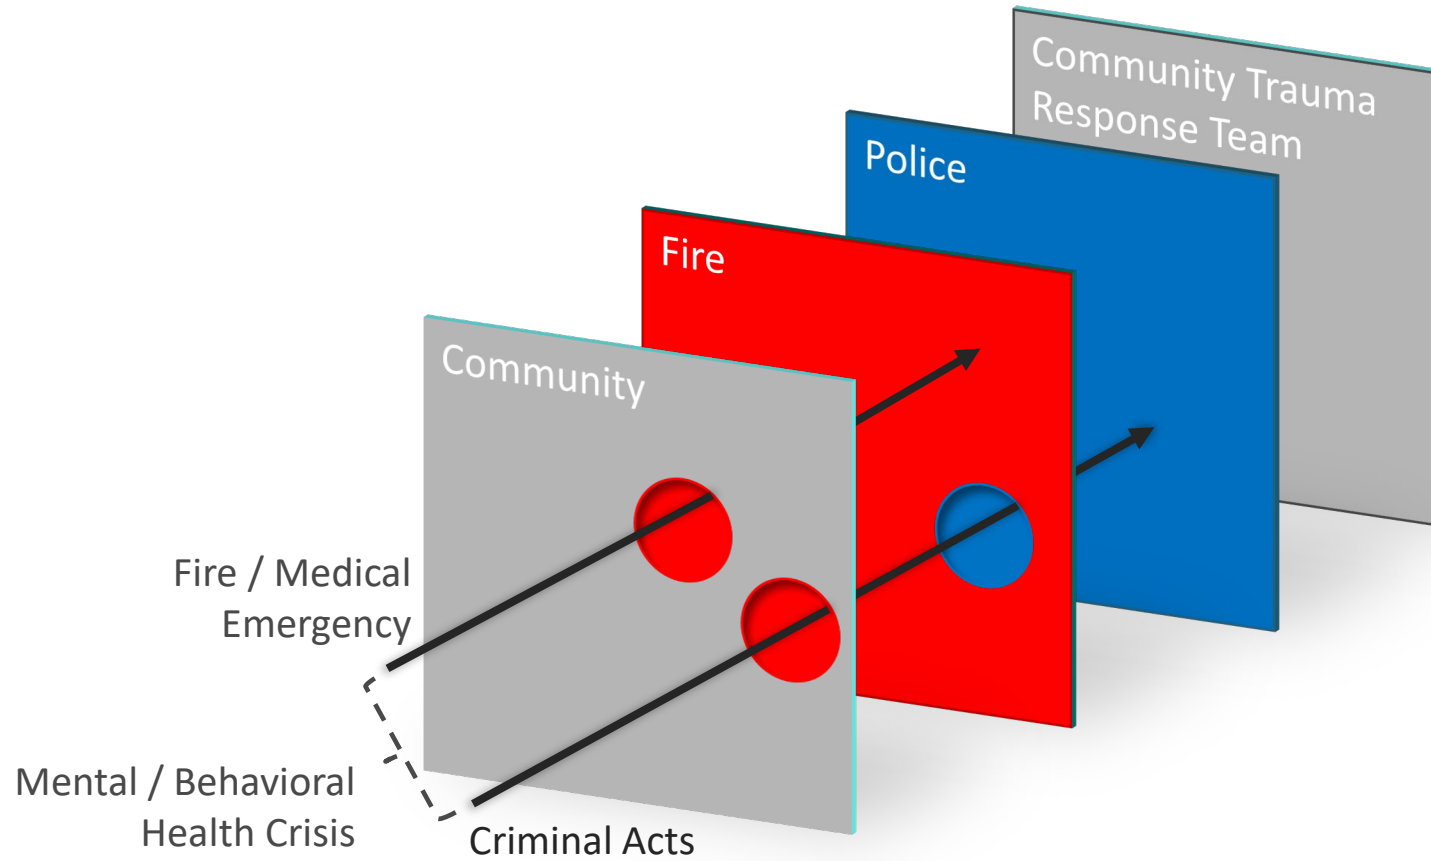 Community Trauma
Response Team
Police
Fire
Community
Fire / Medical
Emergency
Mental / Behavioral
Health Crisis
Criminal Acts